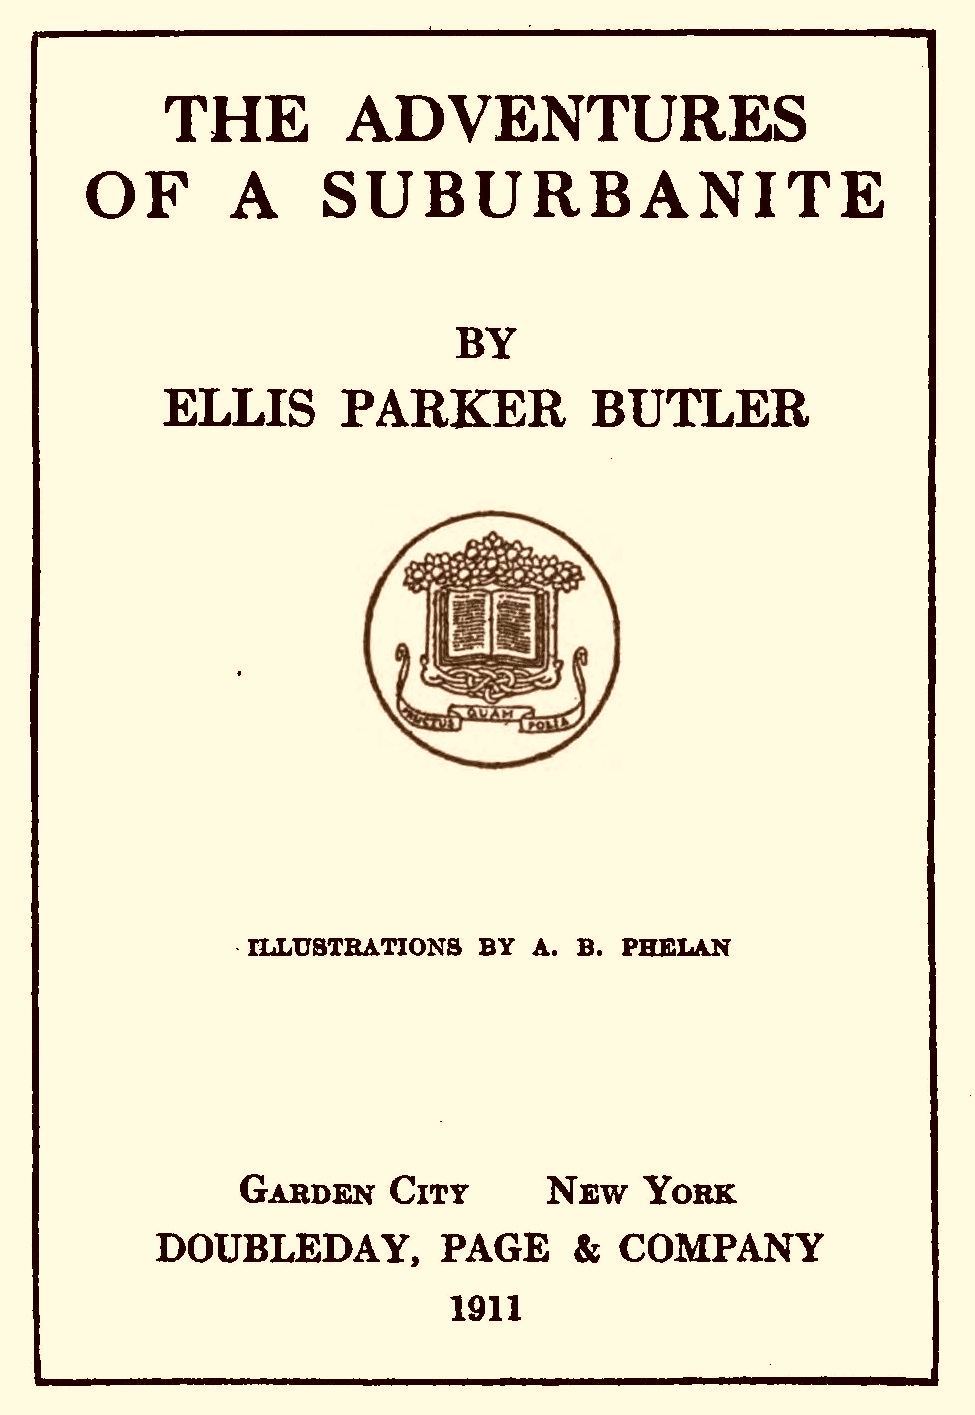 THE ADVENTURES
OF A SUBURBANITE
BY
ELLIS PARKER BUTLER
FRUCTUS QUAM FOLIA
ILLUSTRATIONS BY A. B. PHELAN
GARDEN CITY NEW YORK
DOUBLEDAY, PAGE & COMPANY
1911